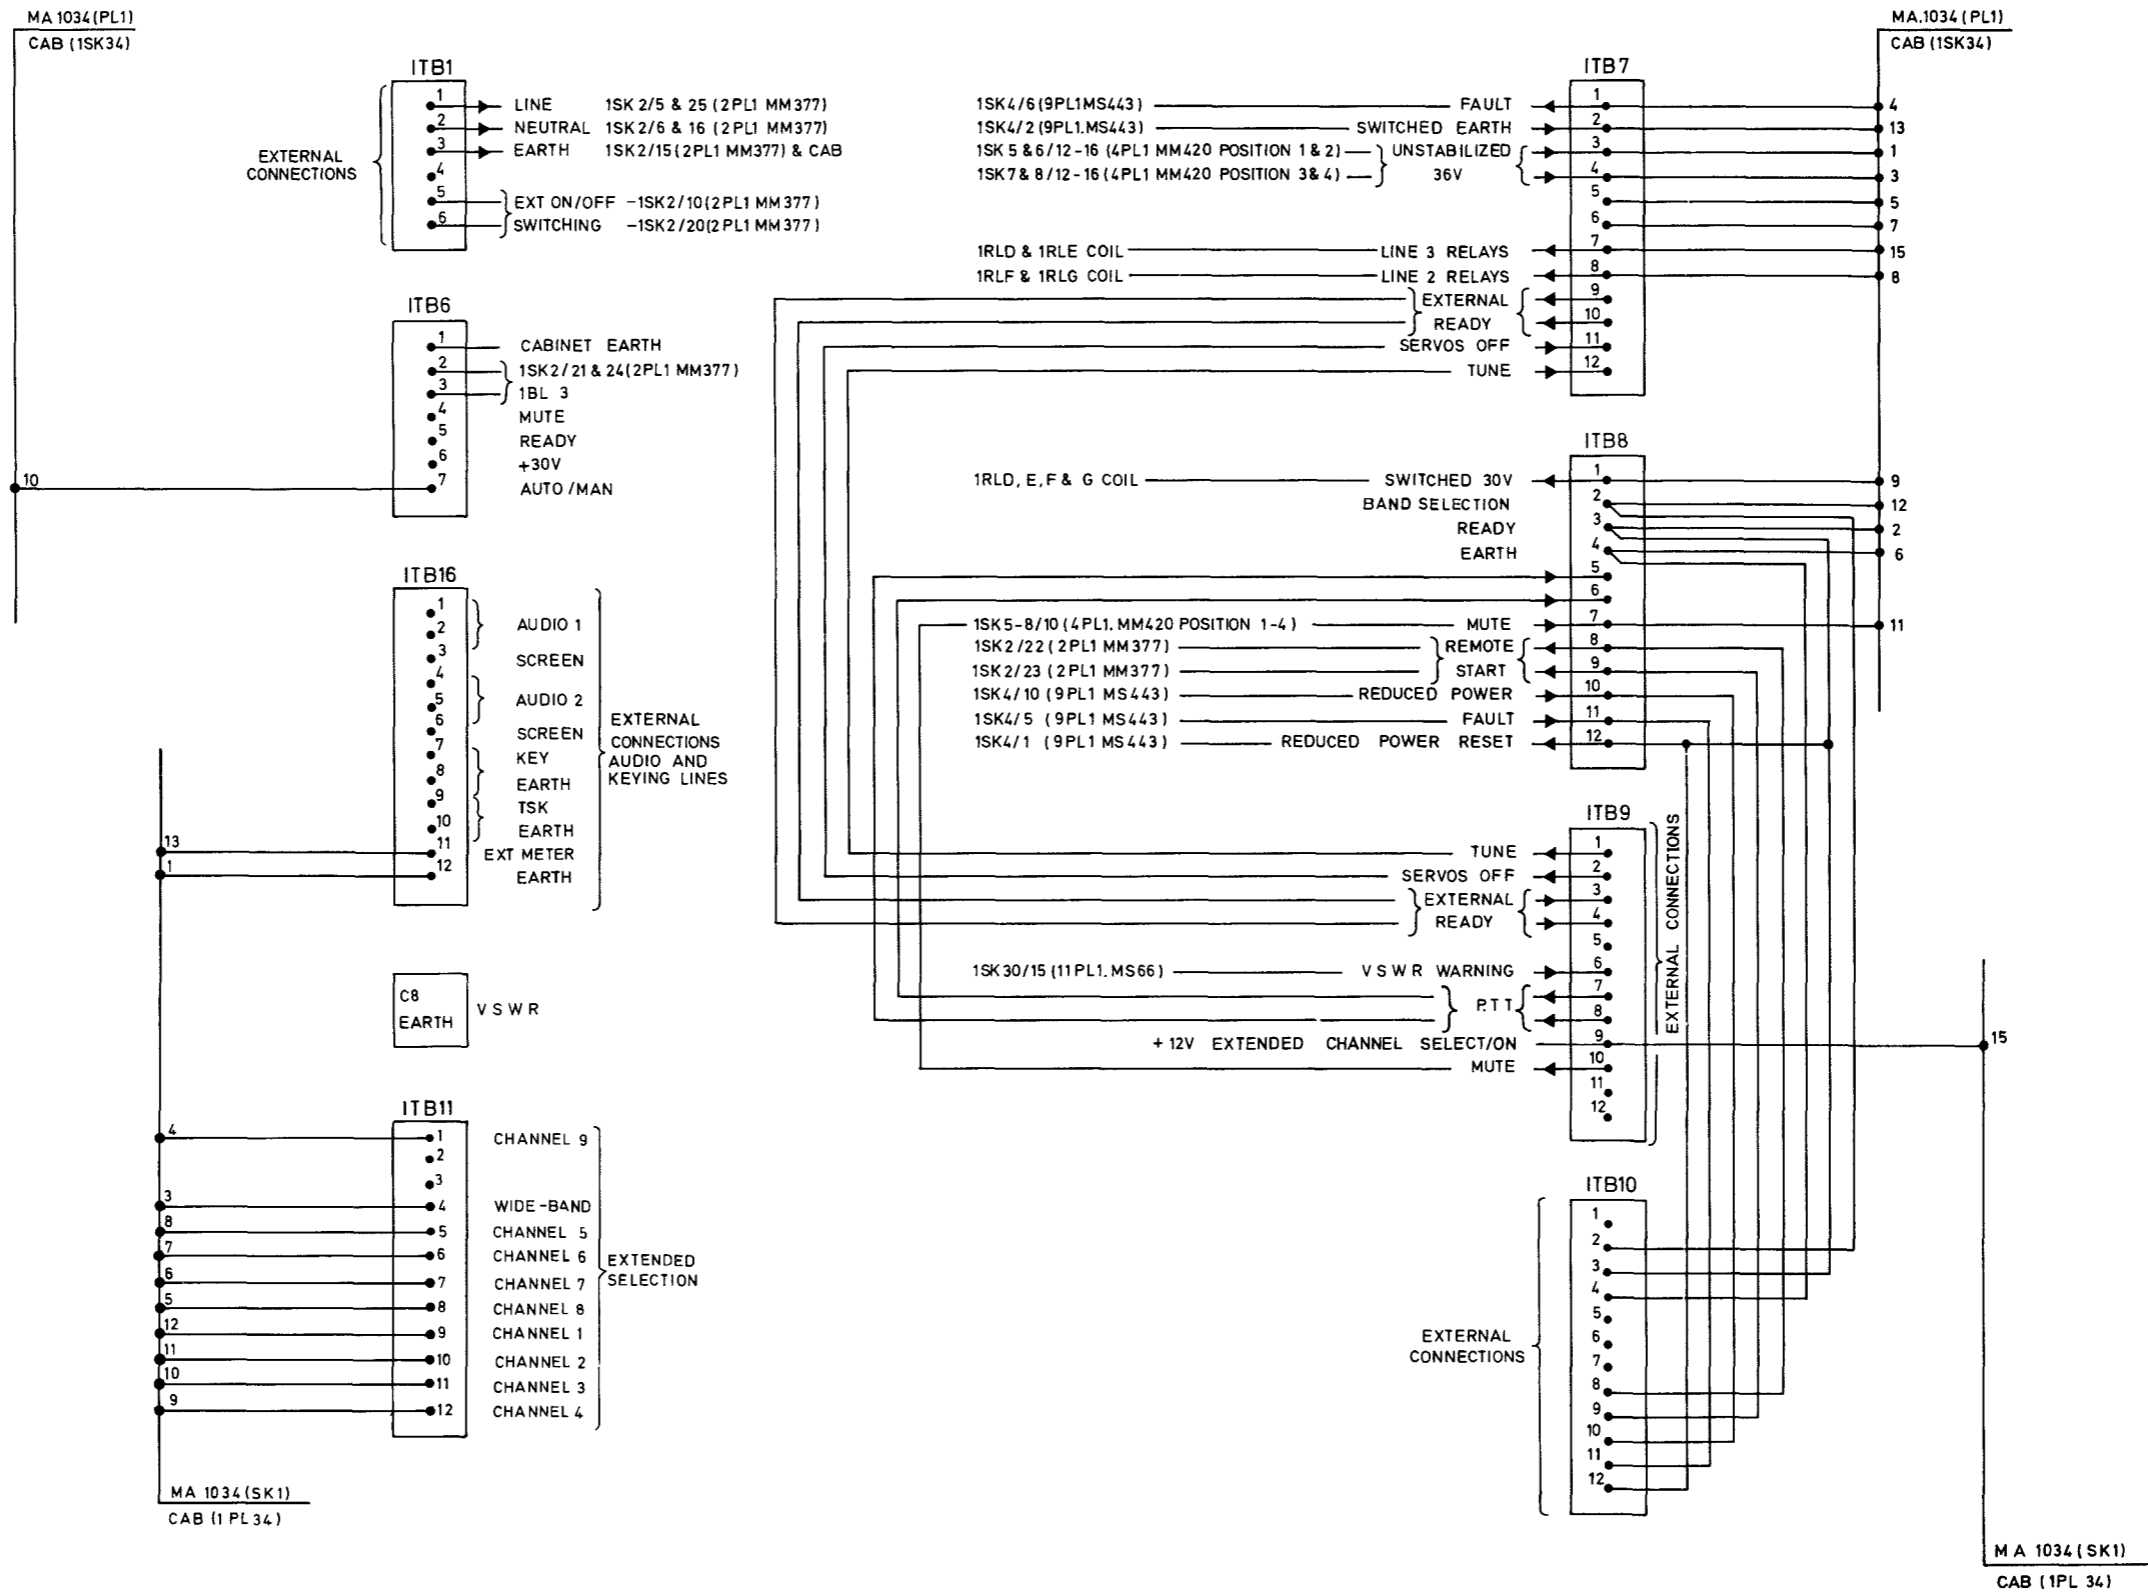 MA 1034(PL1)
CAB (1SK34)
ITB1
EXTERNAL
CONNECTIONS
1 LINE 1SK 2/5 & 25 (2PL1 MM377)
2 NEUTRAL 1SK 2/6 & 16 (2PL1 MM377)
3 EARTH 1SK2/15(2PL1 MM377) & CAB
4
5 EXT ON/OFF -1SK2/10(2PL1 MM377)
6 SWITCHING -1SK2/20(2PL1 MM377)
ITB6
1 CABINET EARTH
2 1SK2/21 & 24(2PL1 MM377)
3 1BL 3
4 MUTE
5 READY
6 +30V
10 7 AUTO/MAN
ITB16
1
2 AUDIO 1
3 SCREEN
4
5 AUDIO 2
6 SCREEN
7 KEY
8 EARTH
9 TSK
10 EARTH
13 11 EXT METER
1 12 EARTH
EXTERNAL
CONNECTIONS
AUDIO AND
KEYING LINES
C8
EARTH
VSWR
ITB11
4 1 CHANNEL 9
2
3
3 4 WIDE-BAND
8 5 CHANNEL 5
7 6 CHANNEL 6
6 7 CHANNEL 7
5 8 CHANNEL 8
12 9 CHANNEL 1
11 10 CHANNEL 2
10 11 CHANNEL 3
9 12 CHANNEL 4
EXTENDED
SELECTION
MA 1034(SK1)
CAB (1 PL34)
MA.1034(PL1)
CAB (1SK34)
ITB7
1SK4/6(9PL1MS443) FAULT 1 4
1SK4/2(9PL1.MS443) SWITCHED EARTH 2 13
1SK 5 &6/12-16 (4PL1 MM420 POSITION 1 & 2) UNSTABILIZED 3 1
1SK7& 8/12-16(4PL1 MM420 POSITION 3& 4) 36V 4 3
5 5
6 7
1RLD & 1RLE COIL LINE 3 RELAYS 7 15
1RLF & 1RLG COIL LINE 2 RELAYS 8 8
EXTERNAL 9
READY 10
SERVOS OFF 11
TUNE 12
ITB8
1RLD, E, F & G COIL SWITCHED 30V 1 9
BAND SELECTION 2 12
READY 3 2
EARTH 4 6
5
6
1SK5-8/10(4PL1. MM420 POSITION 1-4) MUTE 7 11
1SK2/22( 2PL1 MM377) REMOTE 8
1SK2/23 (2PL1 MM377) START 9
1SK4/10 (9PL1 MS443) REDUCED POWER 10
1SK4/5 (9PL1 MS443) FAULT 11
1SK4/1 (9PL1 MS443) REDUCED POWER RESET 12
ITB9
TUNE 1
SERVOS OFF 2
EXTERNAL 3
READY 4
5
1SK30/15(11PL1.MS66) VSWR WARNING 6
P.TT 7
8
+12V EXTENDED CHANNEL SELECT/ON 9 15
MUTE 10
11
12
EXTERNAL CONNECTIONS
ITB10
1
2
3
4
5
6
7
8
9
10
11
12
EXTERNAL
CONNECTIONS
MA 1034(SK1)
CAB (1PL 34)